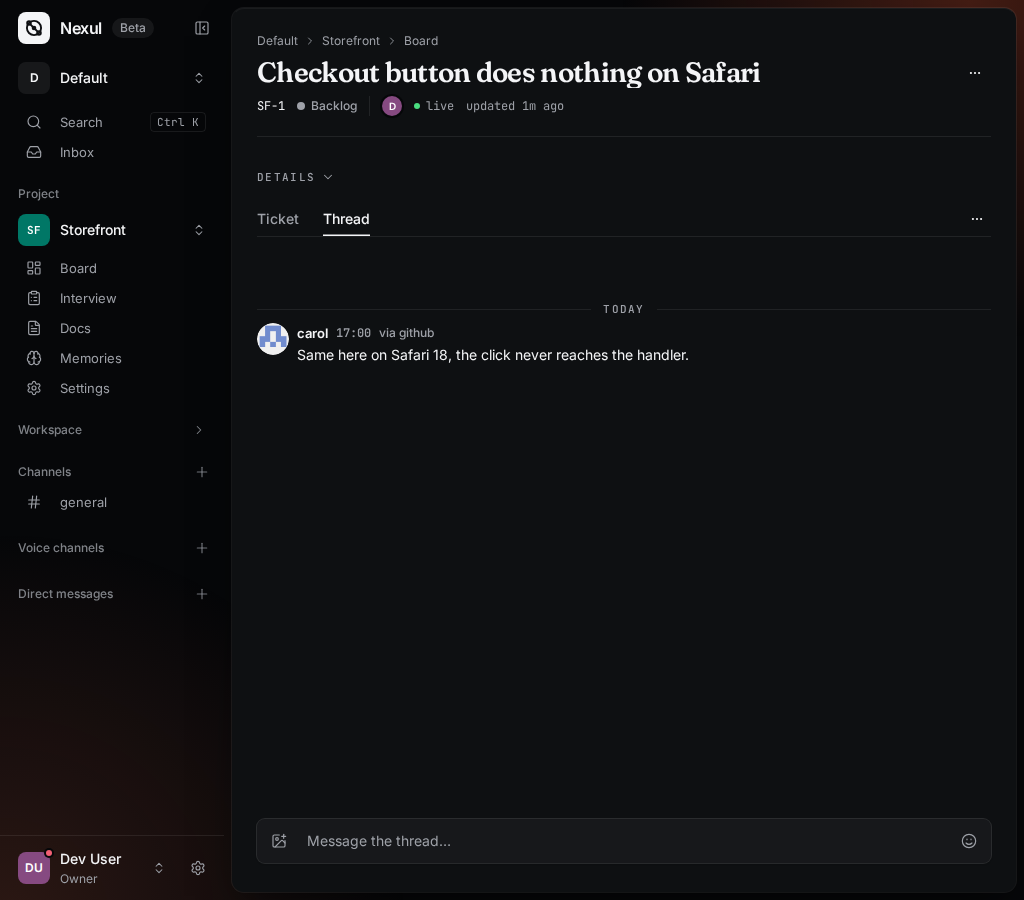 Nexul Beta
D Default
Search Ctrl K
Inbox
Project
SF Storefront
Board
Interview
Docs
Memories
Settings
Workspace
Channels
general
Voice channels
Direct messages
DU Dev User
Owner
Default > Storefront > Board
Checkout button does nothing on Safari
SF-1 Backlog D live updated 1m ago
DETAILS
Ticket Thread
TODAY
carol 17:00 via github
Same here on Safari 18, the click never reaches the handler.
Message the thread...